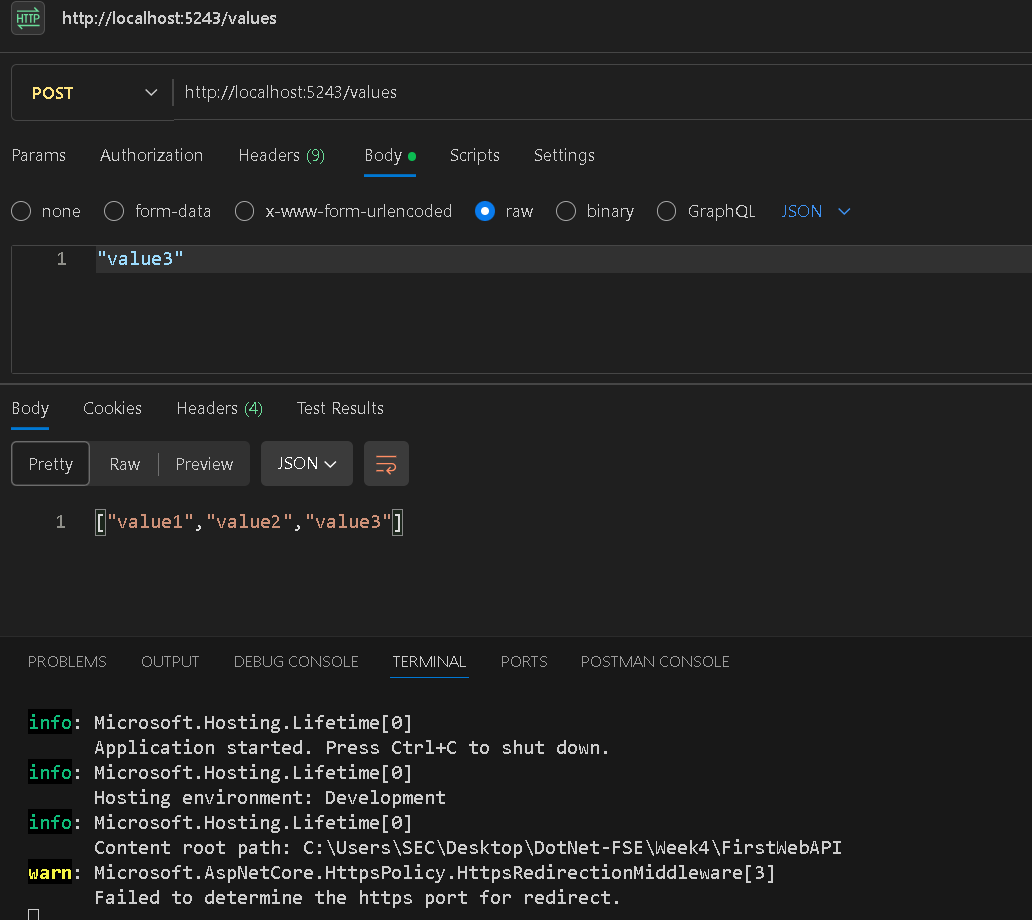 HTTP http://localhost:5243/values
POST http://localhost:5243/values
Params Authorization Headers (9) Body Scripts Settings
none form-data x-www-form-urlencoded raw binary GraphQL JSON
1 "value3"
Body Cookies Headers (4) Test Results
Pretty Raw Preview JSON
1 ["value1","value2","value3"]
PROBLEMS OUTPUT DEBUG CONSOLE TERMINAL PORTS POSTMAN CONSOLE
info: Microsoft.Hosting.Lifetime[0]
Application started. Press Ctrl+C to shut down.
info: Microsoft.Hosting.Lifetime[0]
Hosting environment: Development
info: Microsoft.Hosting.Lifetime[0]
Content root path: C:\Users\SEC\Desktop\DotNet-FSE\Week4\FirstWebAPI
warn: Microsoft.AspNetCore.HttpsPolicy.HttpsRedirectionMiddleware[3]
Failed to determine the https port for redirect.